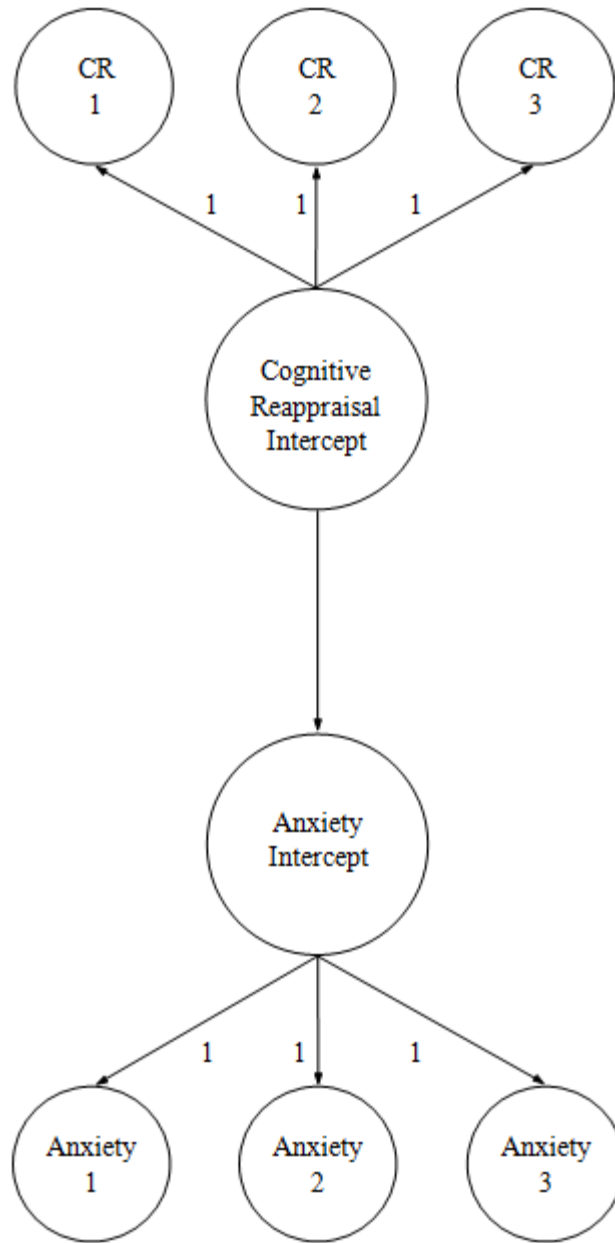 CR
1
CR
2
CR
3
1
1
1
Cognitive
Reappraisal
Intercept
Anxiety
Intercept
1
1
1
Anxiety
1
Anxiety
2
Anxiety
3